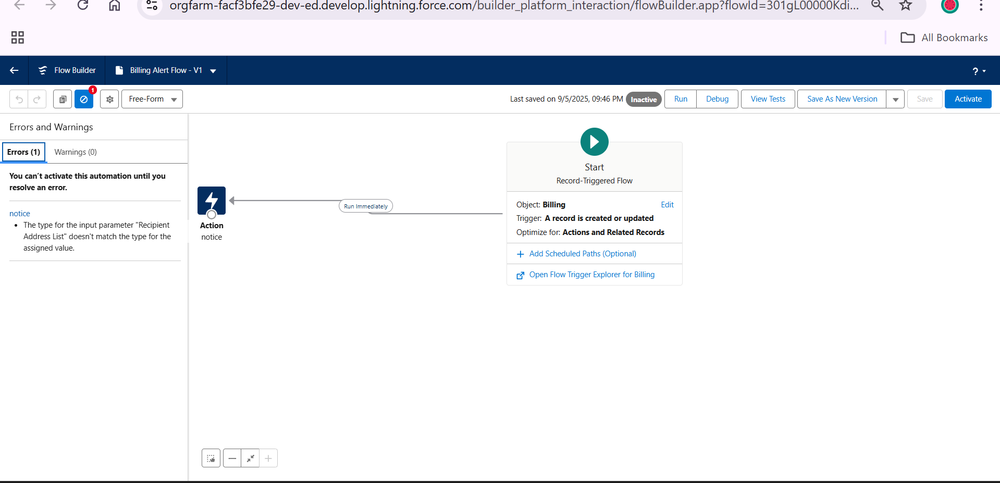 orgfarm-facf3bfe29-dev-ed.develop.lightning.force.com/builder_platform_interaction/flowBuilder.app?flowId=301gL00000Kdi...
All Bookmarks
Flow Builder
Billing Alert Flow - V1
?
1
Free-Form
Last saved on 9/5/2025, 09:46 PM
Inactive
Run
Debug
View Tests
Save As New Version
Save
Activate
Errors and Warnings
Errors (1)
Warnings (0)
You can’t activate this automation until you
resolve an error.
notice
• The type for the input parameter "Recipient
Address List" doesn't match the type for the
assigned value.
Action
notice
Run Immediately
Start
Record-Triggered Flow
Object: Billing
Edit
Trigger: A record is created or updated
Optimize for: Actions and Related Records
Add Scheduled Paths (Optional)
Open Flow Trigger Explorer for Billing